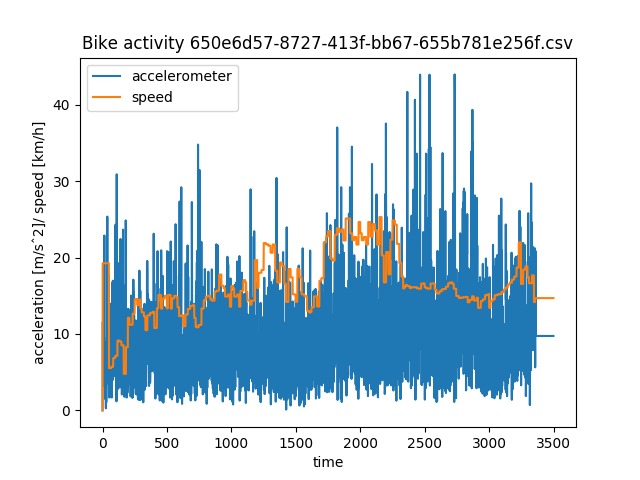 Bike activity 650e6d57-8727-413f-bb67-655b781e256f.csv
accelerometer
speed
acceleration [m/s^2]/ speed [km/h]
40
30
20
10
0
0 500 1000 1500 2000 2500 3000 3500
time